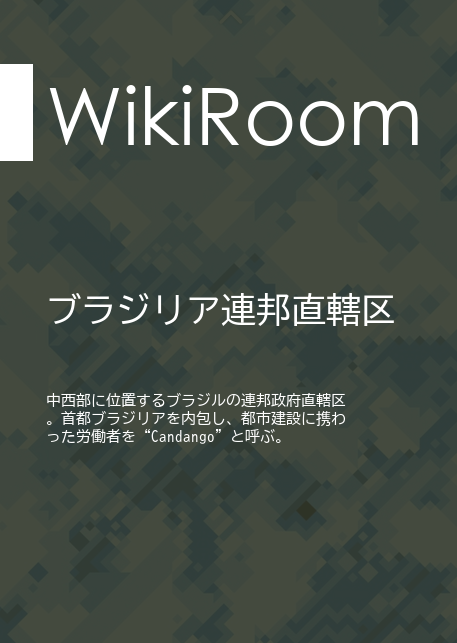 WikiRoom
ブラジリア連邦直轄区
中西部に位置するブラジルの連邦政府直轄区
。首都ブラジリアを内包し、都市建設に携わ
った労働者を“Candango”と呼ぶ。